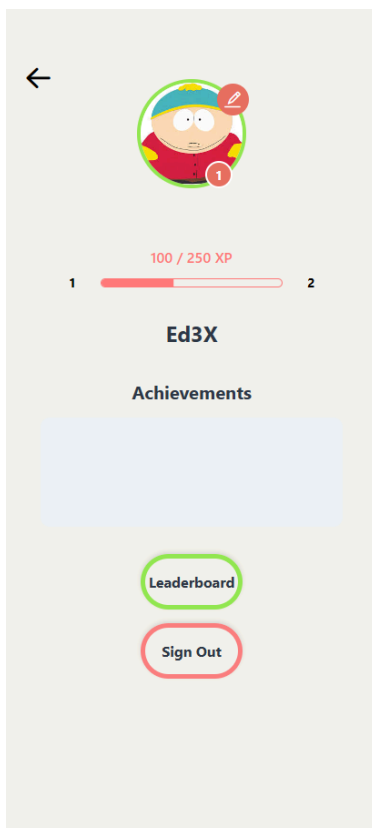 1
100 / 250 XP
1 2
Ed3X
Achievements
Leaderboard
Sign Out